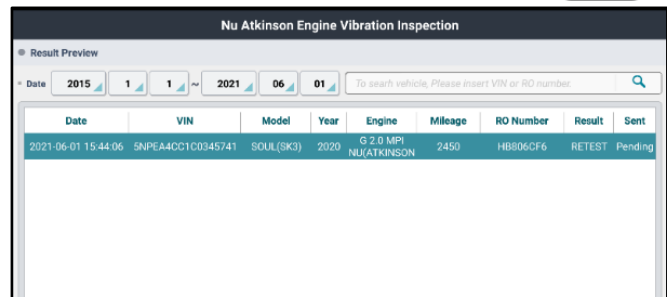 Nu Atkinson Engine Vibration Inspection
Result Preview
Date 2015 1 1 ~ 2021 06 01 To searh vehicle, Please insert VIN or RO number.
Date VIN Model Year Engine Mileage RO Number Result Sent
2021-06-01 15:44:06 5NPEA4CC1C0345741 SOUL(SK3) 2020 G 2.0 MPI NU(ATKINSON 2450 HB806CF6 RETEST Pending